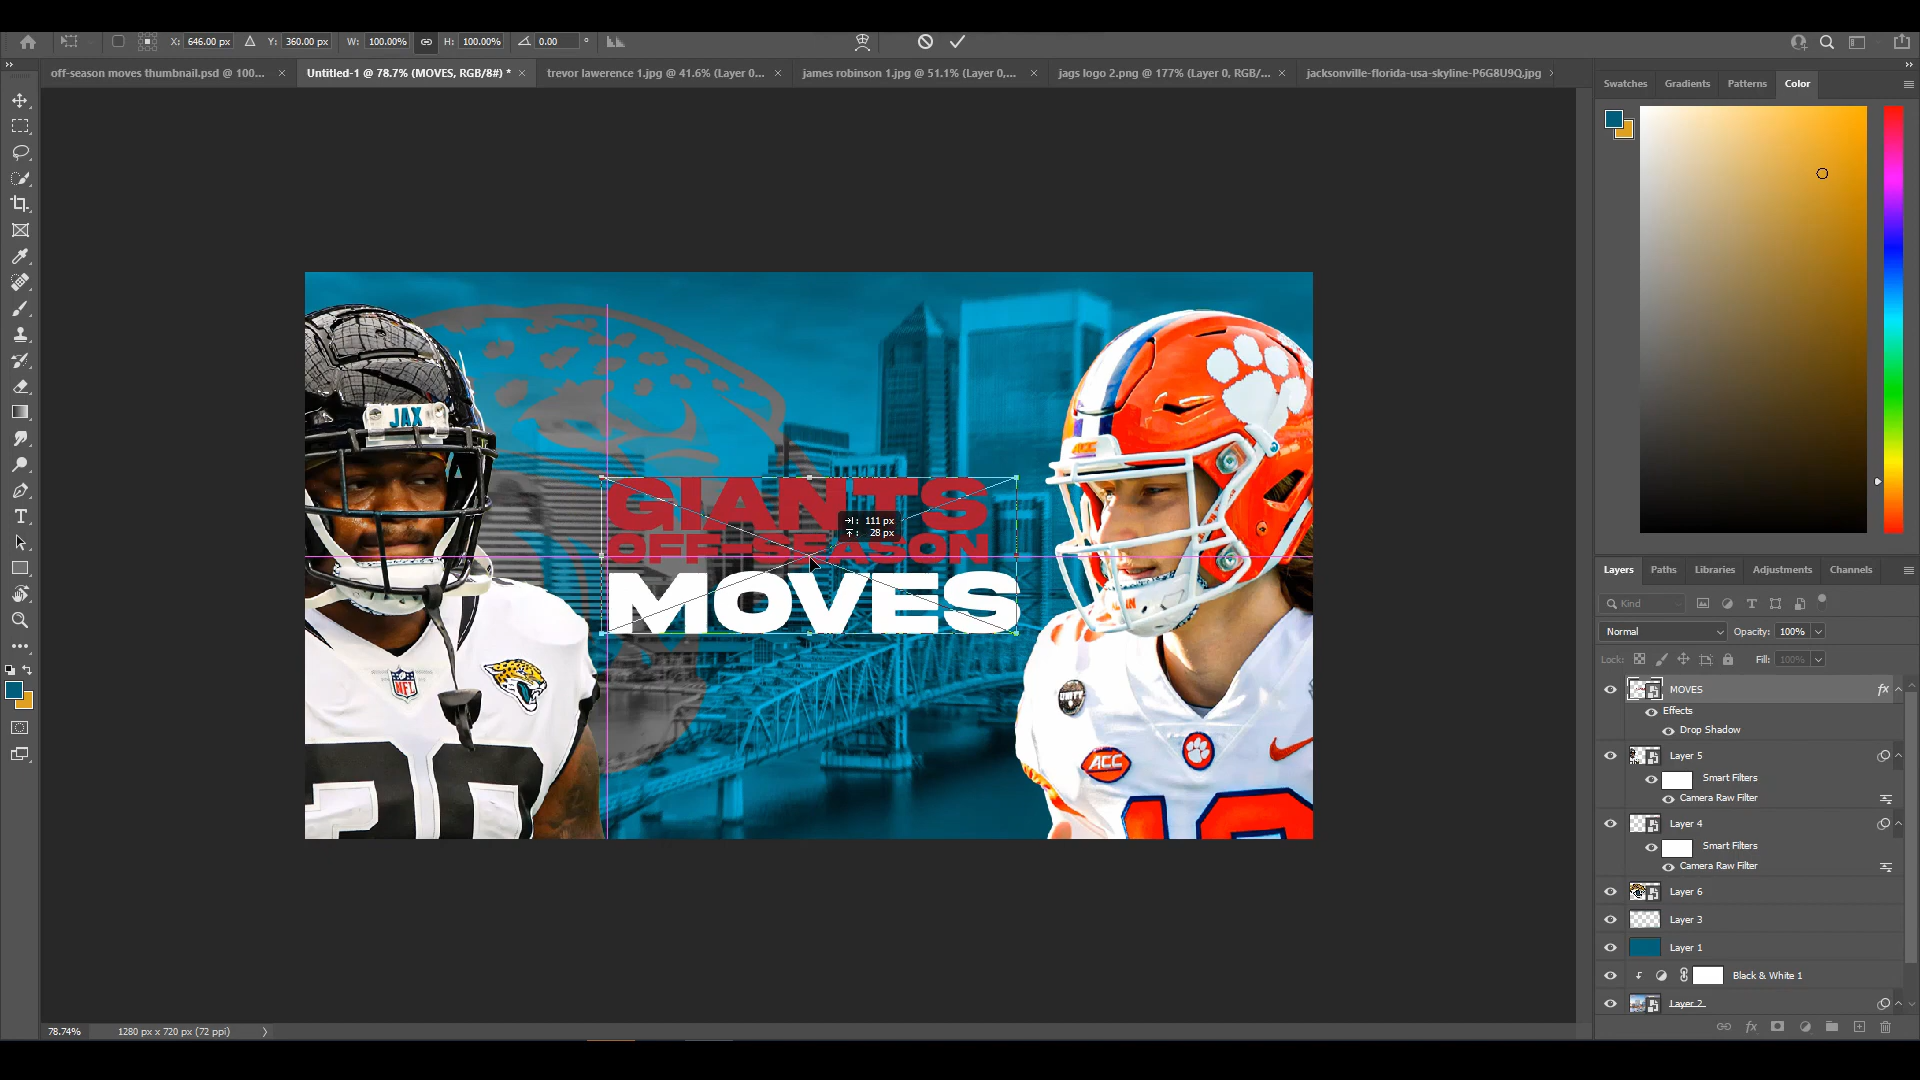 X: 646.00 px Y: 360.00 px W: 100.00% H: 100.00% 0.00 °
off-season moves thumbnail.psd @ 100... × Untitled-1 @ 78.7% (MOVES, RGB/8#) * × trevor lawerence 1.jpg @ 41.6% (Layer 0... × james robinson 1.jpg @ 51.1% (Layer 0,... × jags logo 2.png @ 177% (Layer 0, RGB/... × jacksonville-florida-usa-skyline-P6G8U9Q.jpg
Swatches Gradients Patterns Color
JAX
ACC
GIANTS
111 px
28 px
OFF-SEASON
MOVES
NFL
UNITY
ACC
Layers Paths Libraries Adjustments Channels
Kind
Normal Opacity: 100%
Lock: Fill: 100%
MOVES fx
Effects
Drop Shadow
Layer 5
Smart Filters
Camera Raw Filter
Layer 4
Smart Filters
Camera Raw Filter
Layer 6
Layer 3
Layer 1
Black & White 1
Layer 2
fx
78.74% 1280 px x 720 px (72 ppi)